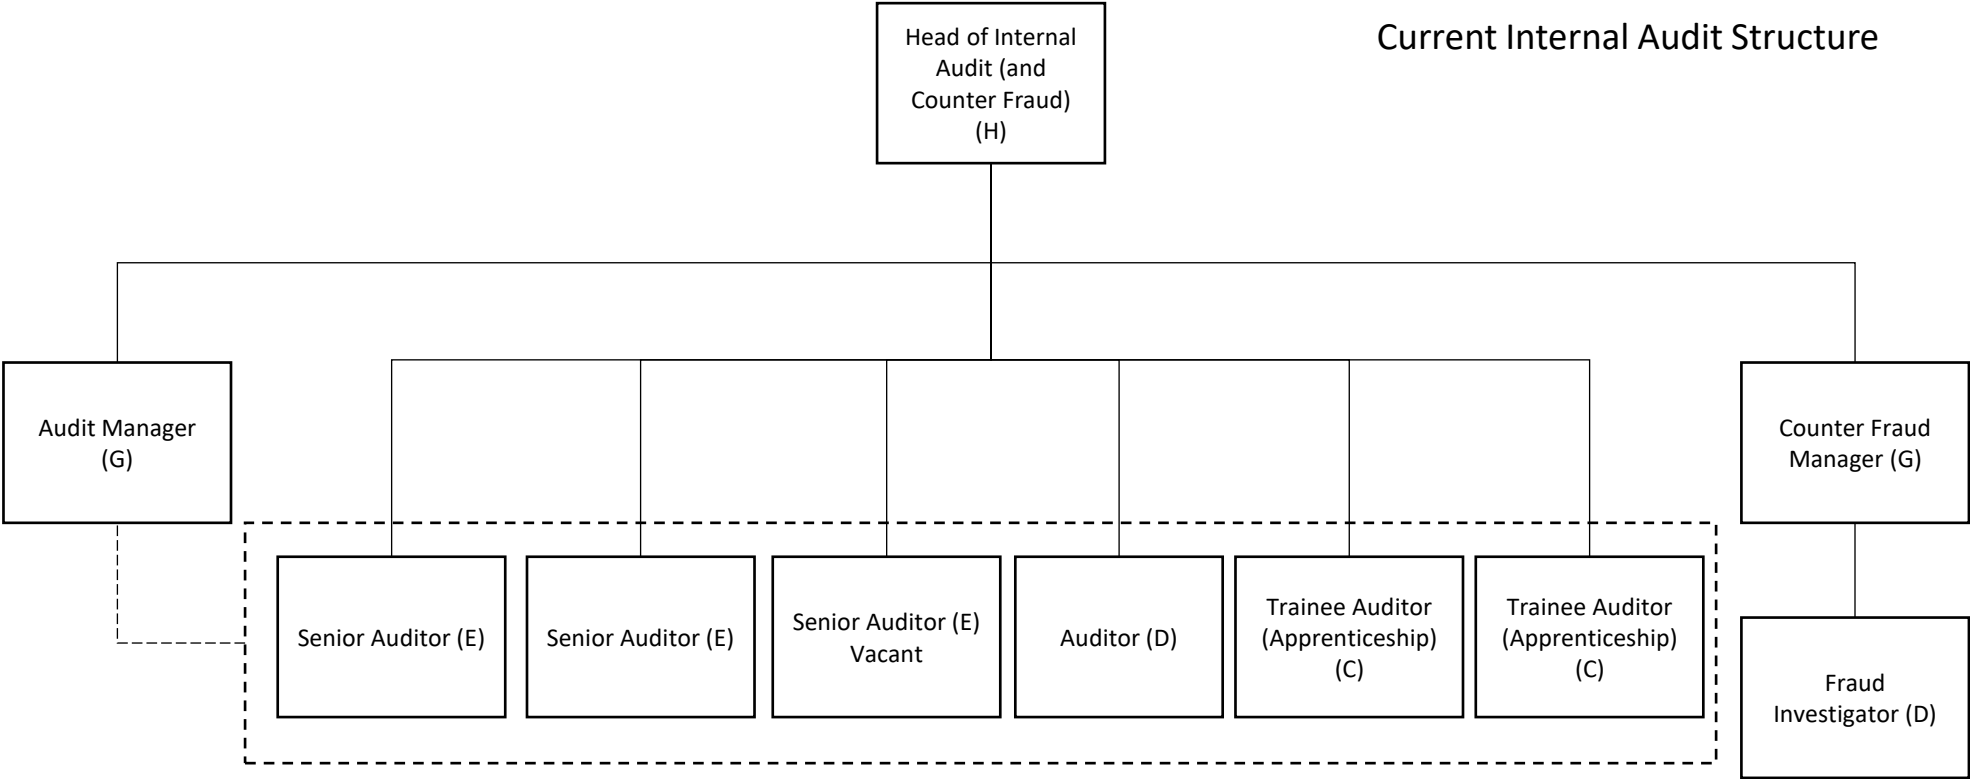 Current Internal Audit Structure
Head of Internal
Audit (and
Counter Fraud)
(H)
Audit Manager
(G)
Counter Fraud
Manager (G)
Senior Auditor (E)
Senior Auditor (E)
Senior Auditor (E)
Vacant
Auditor (D)
Trainee Auditor
(Apprenticeship)
(C)
Trainee Auditor
(Apprenticeship)
(C)
Fraud
Investigator (D)